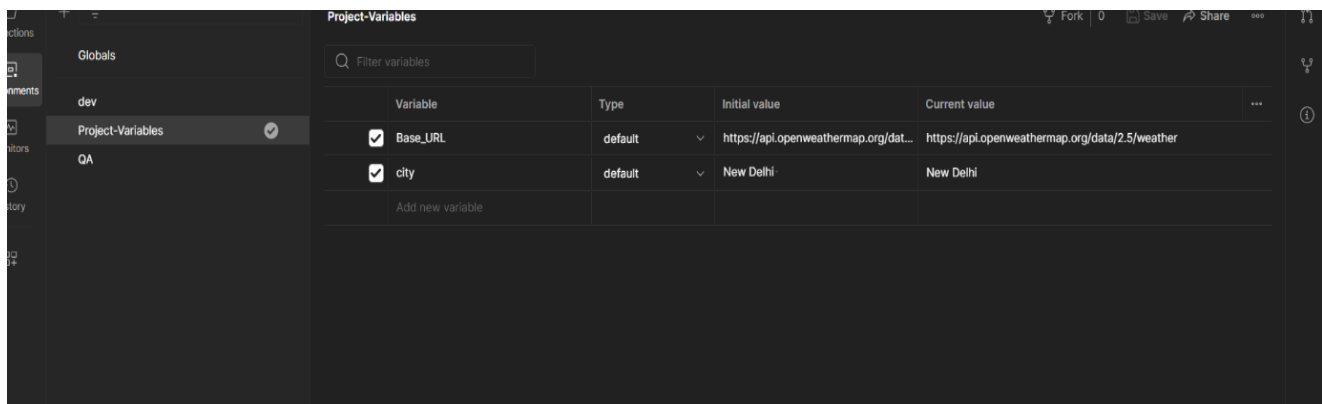 Project-Variables
Fork 0 Save Share
ctions
Globals
Filter variables
nments
dev
Variable Type Initial value Current value
Project-Variables
Base_URL default https://api.openweathermap.org/dat... https://api.openweathermap.org/data/2.5/weather
nitors
QA
city default New Delhi New Delhi
story
Add new variable